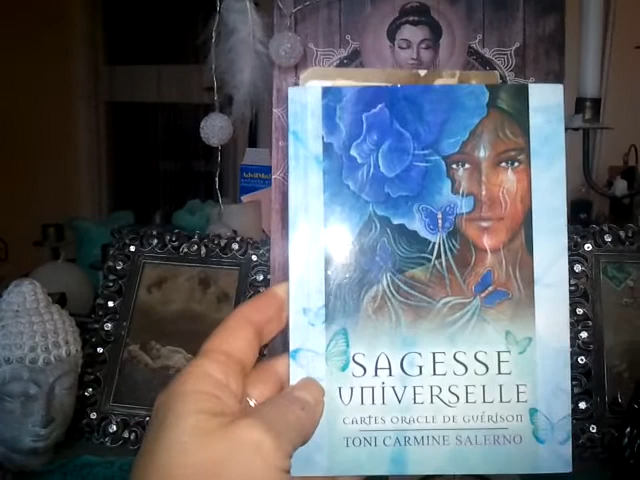 SAGESSE
UNIVERSELLE
CARTES ORACLE DE GUÉRISON
TONI CARMINE SALERNO